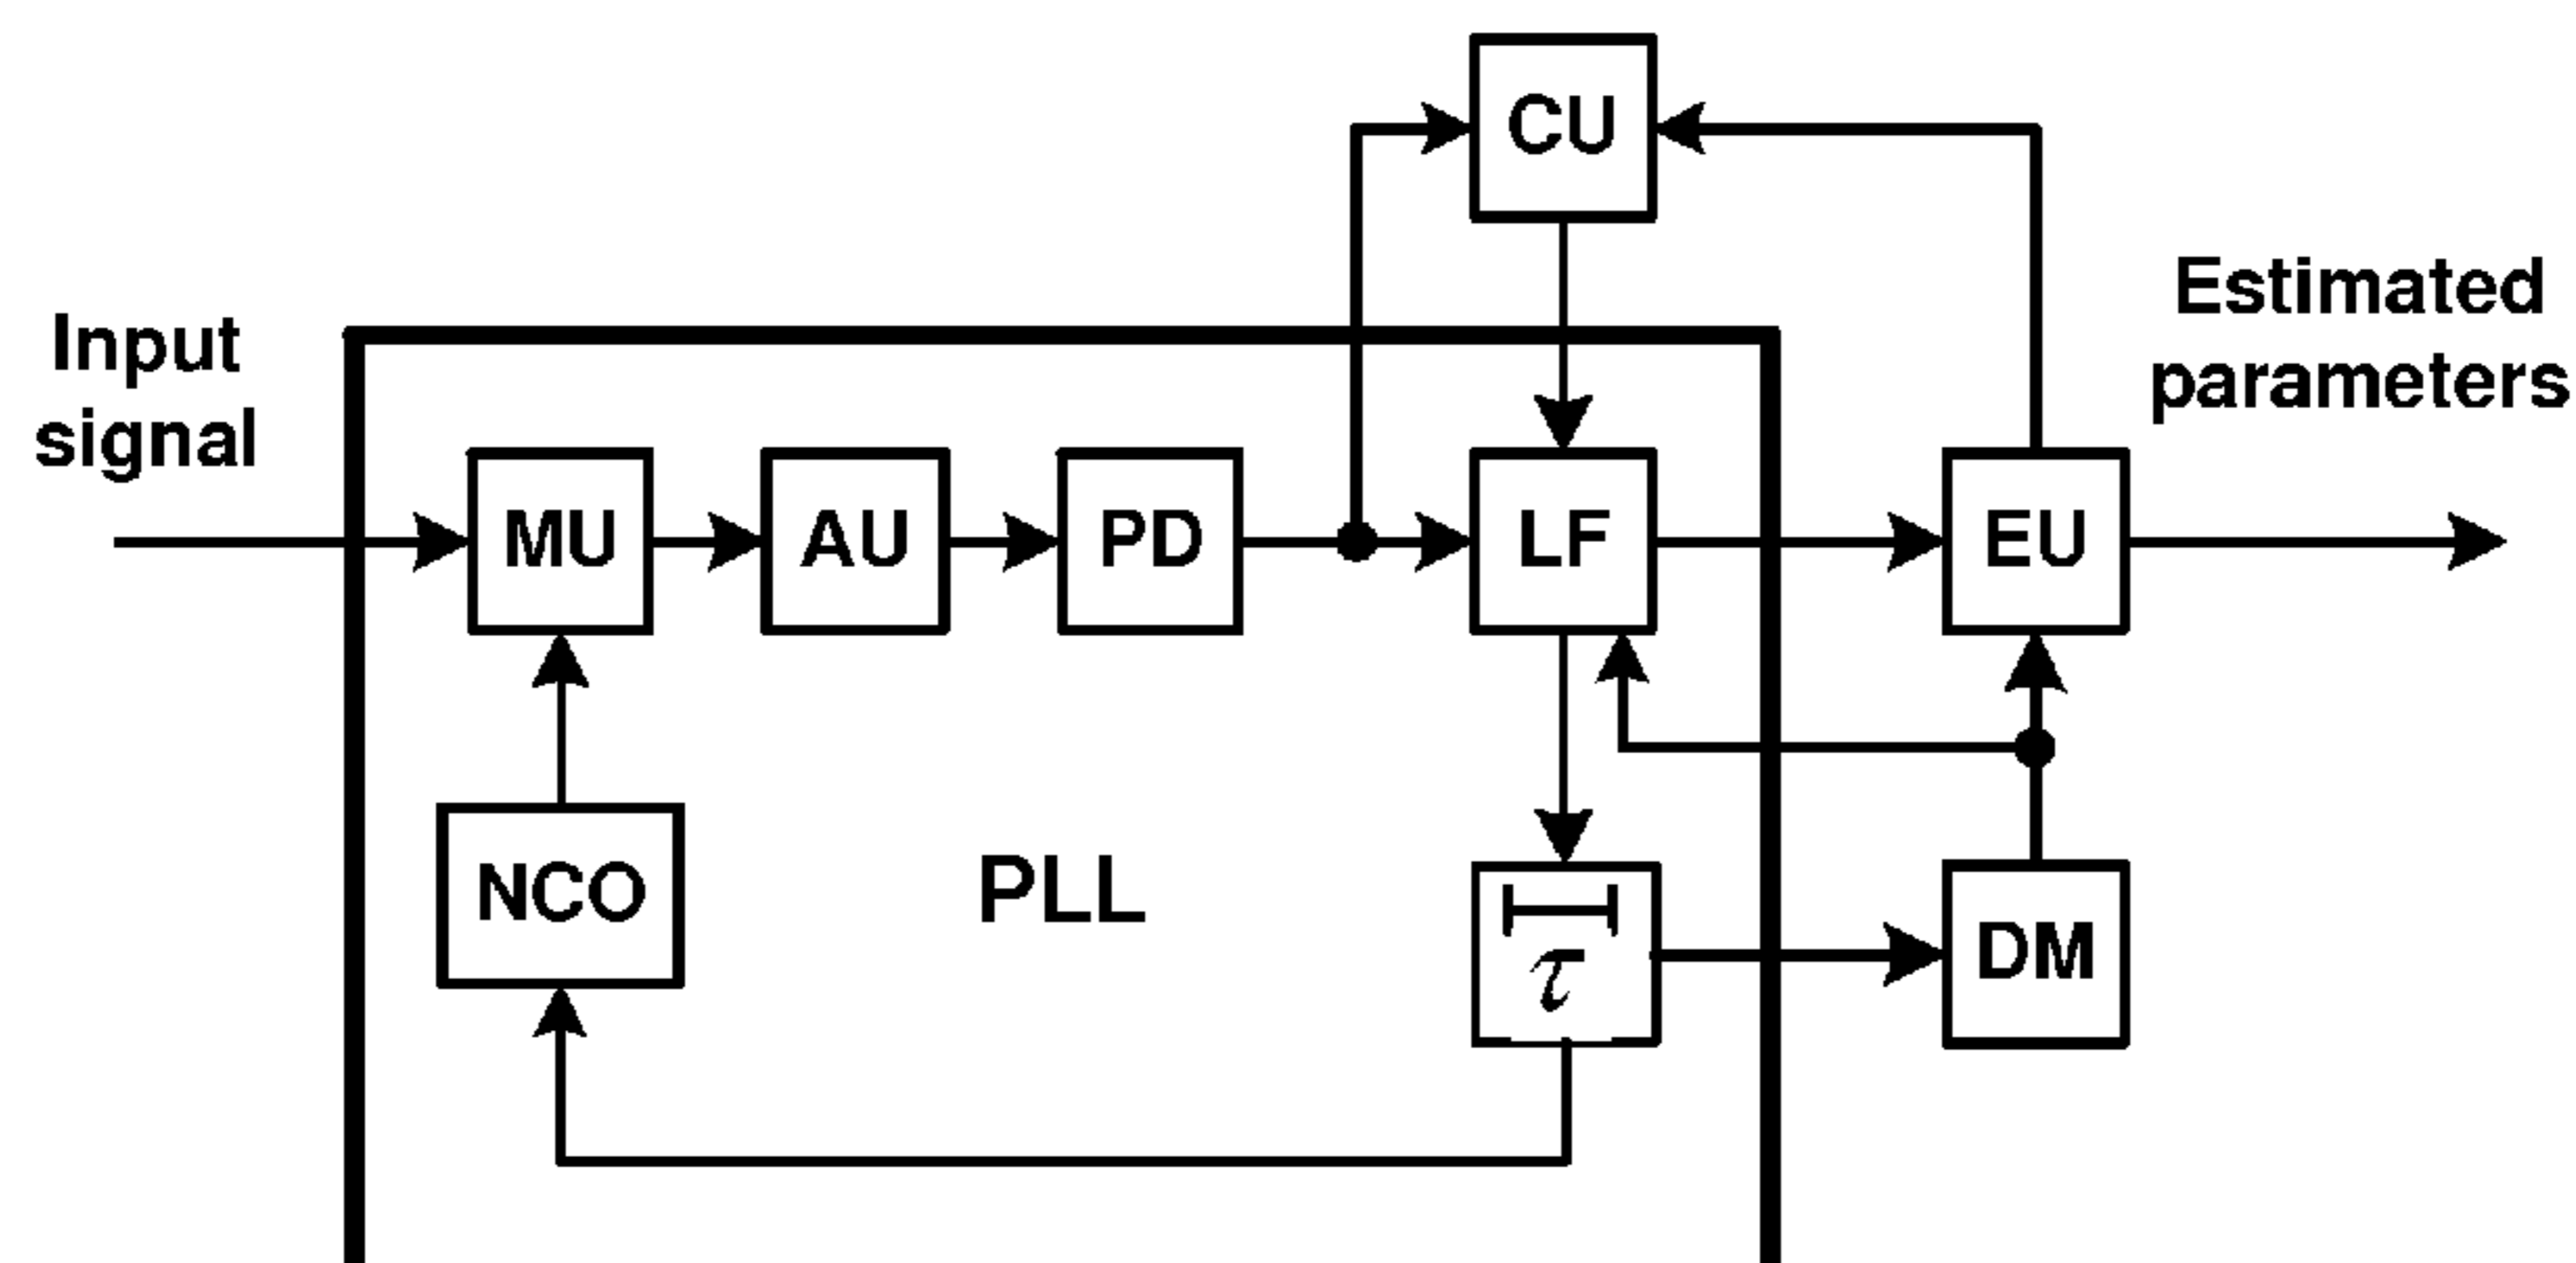 CU
Input
signal
Estimated
parameters
MU
AU
PD
LF
EU
NCO
PLL
τ
DM